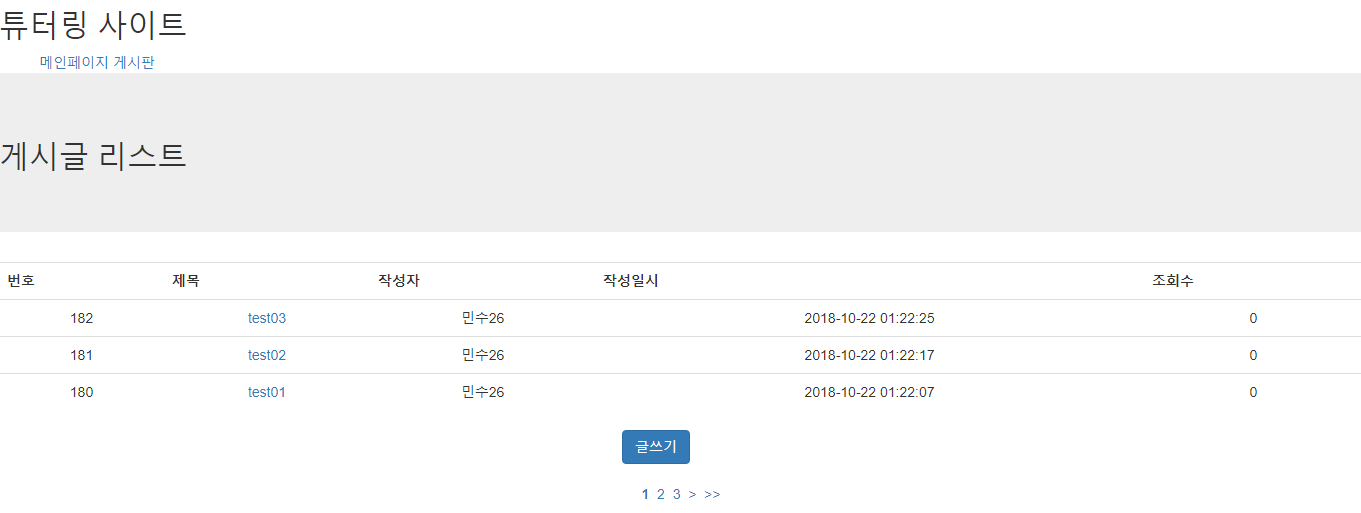 튜터링 사이트
메인페이지 게시판
게시글 리스트
번호 제목 작성자 작성일시 조회수
182 test03 민수26 2018-10-22 01:22:25 0
181 test02 민수26 2018-10-22 01:22:17 0
180 test01 민수26 2018-10-22 01:22:07 0
글쓰기
1 2 3 > >>